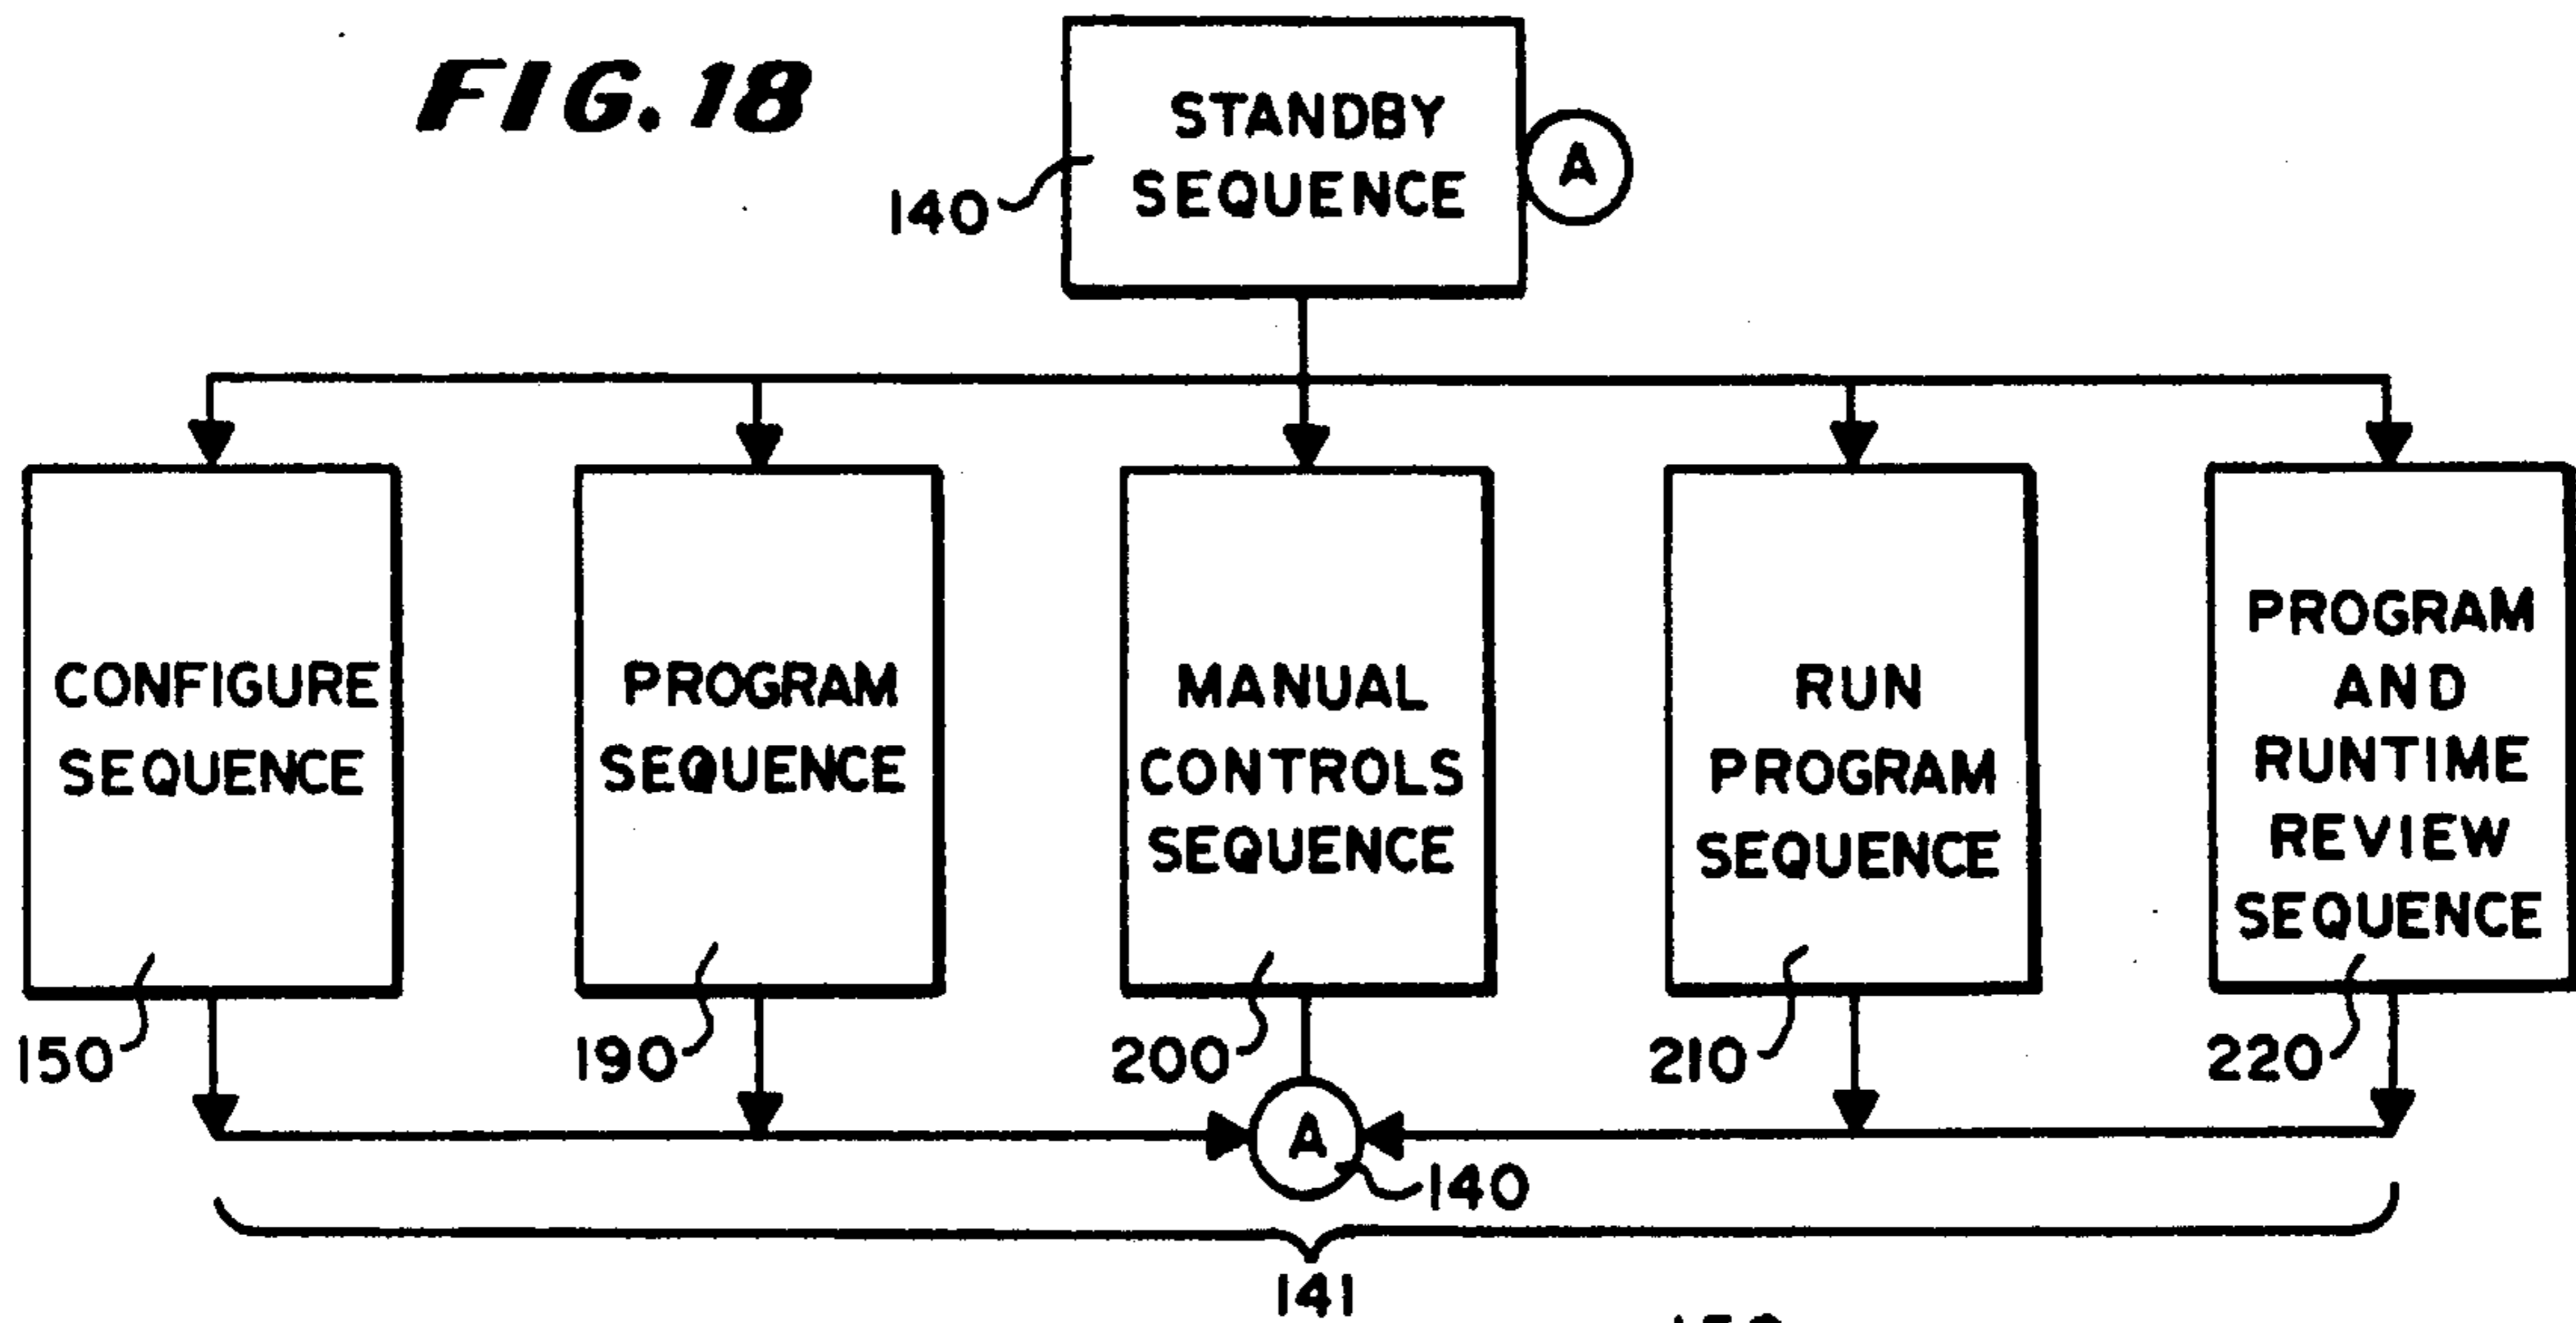 FIG. 18
STANDBY
SEQUENCE
A
140
CONFIGURE
SEQUENCE
150
PROGRAM
SEQUENCE
190
MANUAL
CONTROLS
SEQUENCE
200
RUN
PROGRAM
SEQUENCE
210
PROGRAM
AND
RUNTIME
REVIEW
SEQUENCE
220
A
140
141